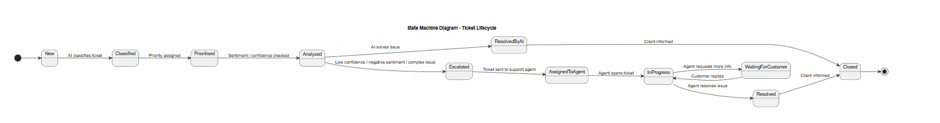 State Machine Diagram - Ticket Lifecycle
New
AI classifies ticket
Classified
Priority assigned
Prioritised
Sentiment / confidence checked
Analyzed
AI solves issue
ResolvedByAI
Client informed
Low confidence / negative sentiment / complex issue
Escalated
Ticket sent to support agent
AssignedToAgent
Agent opens ticket
InProgress
Agent requests more info
WaitingForCustomer
Customer replies
Agent resolves issue
Resolved
Client informed
Closed